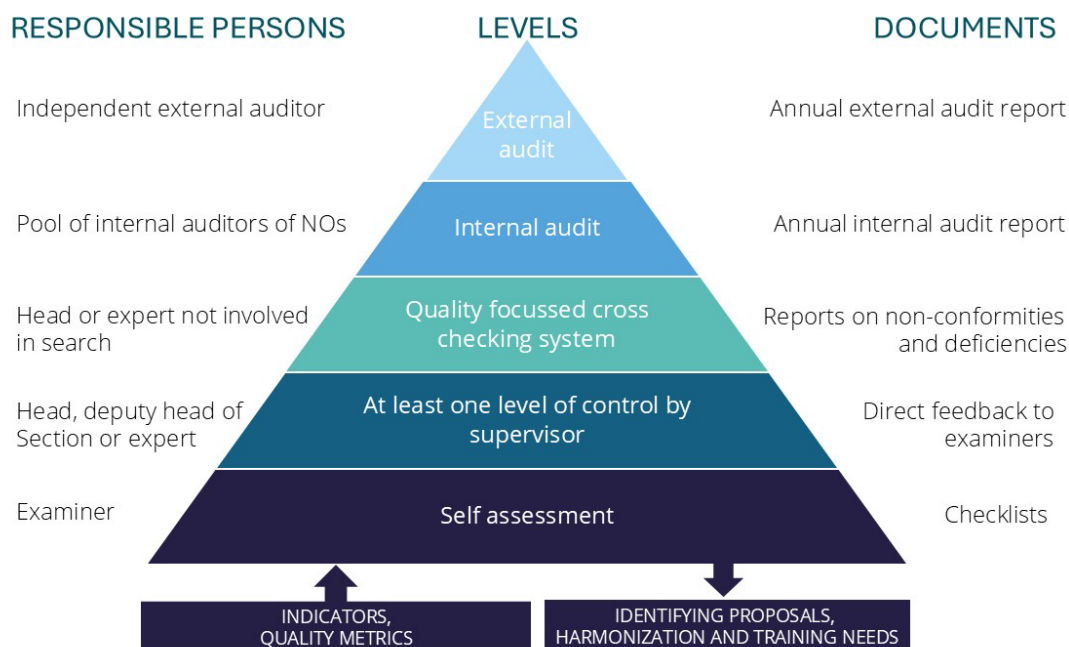 RESPONSIBLE PERSONS
LEVELS
DOCUMENTS
Independent external auditor
External
audit
Annual external audit report
Pool of internal auditors of NOs
Internal audit
Annual internal audit report
Head or expert not involved
in search
Quality focussed cross
checking system
Reports on non-conformities
and deficiencies
Head, deputy head of
Section or expert
At least one level of control by
supervisor
Direct feedback to
examiners
Examiner
Self assessment
Checklists
INDICATORS,
QUALITY METRICS
IDENTIFYING PROPOSALS,
HARMONIZATION AND TRAINING NEEDS